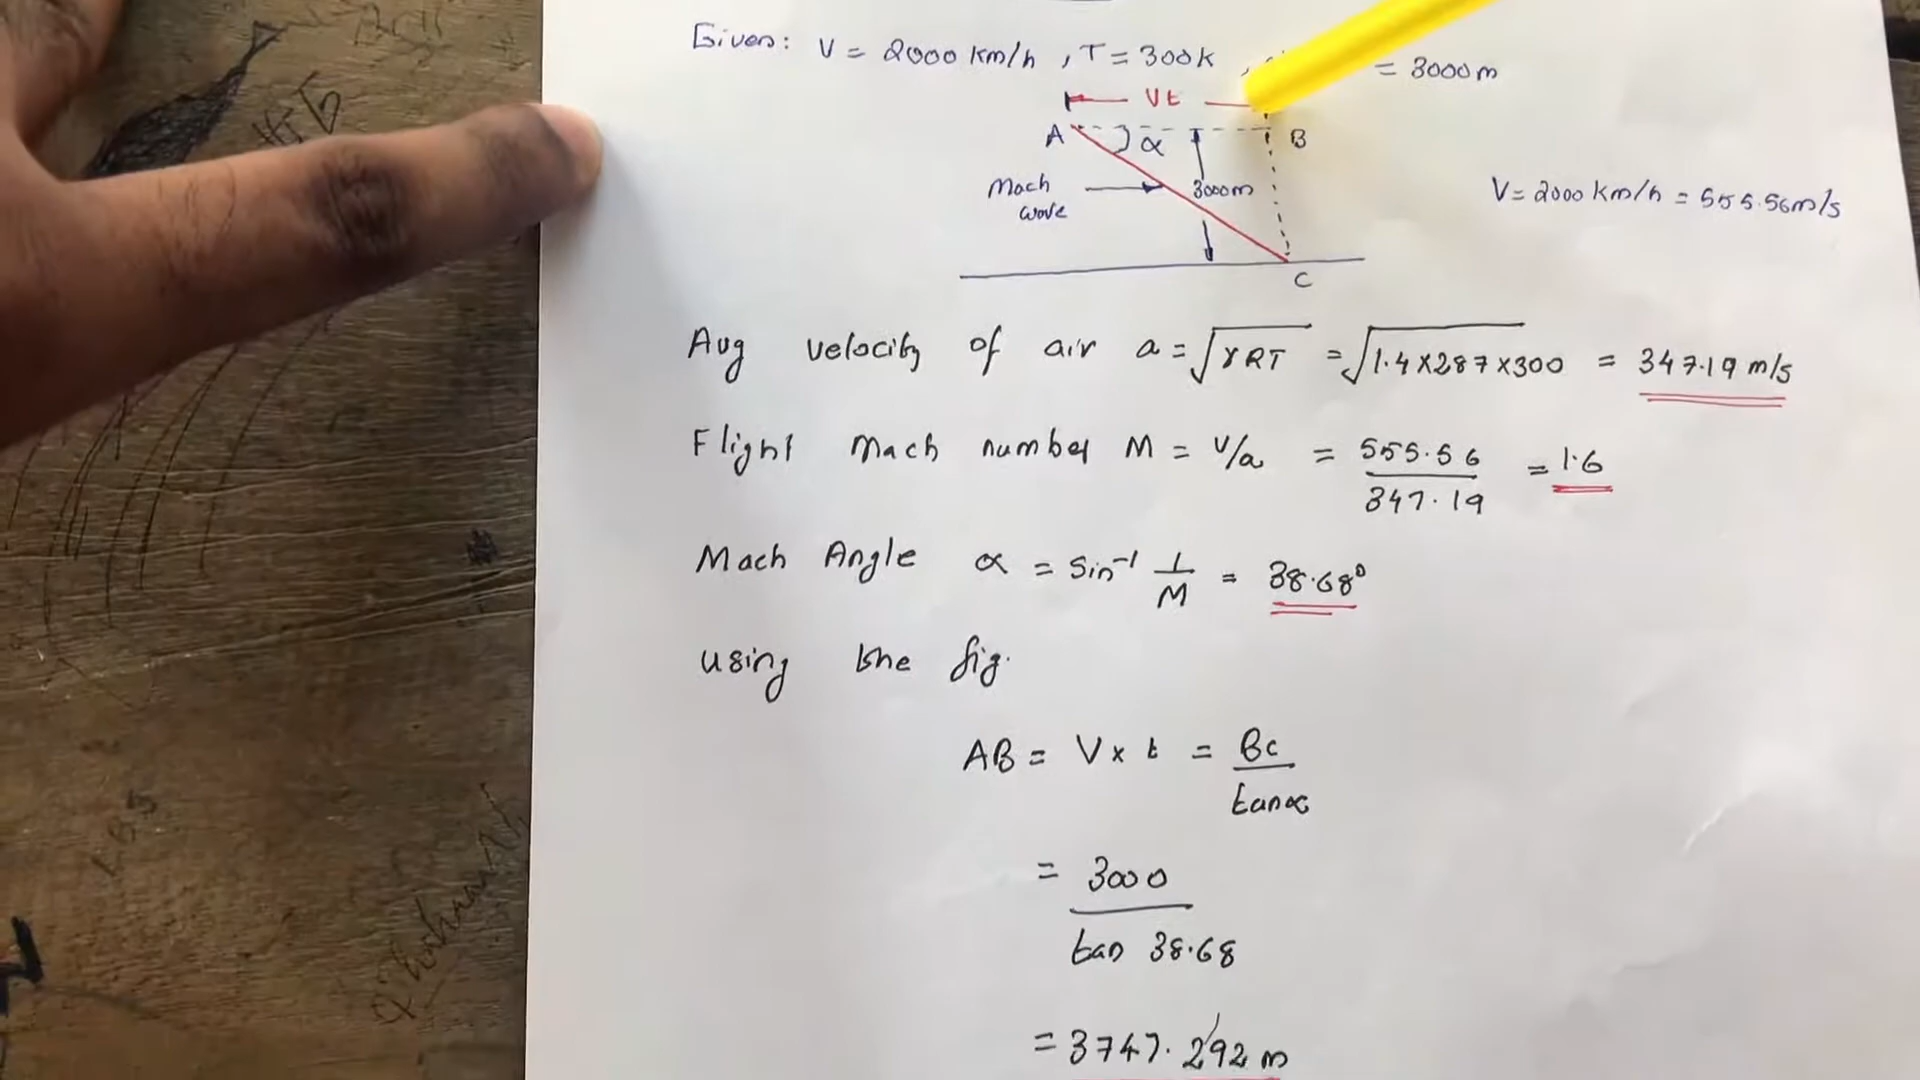 Given: V = 2000 km/h , T = 300k , = 3000m
Vt
A α B
Mach wave 3000m
V = 2000 km/h = 555.56m/s
C
Avg velocity of air a = √γRT = √1.4×287×300 = 347.19 m/s
Flight Mach number M = V/a = 555.56 / 347.19 = 1.6
Mach Angle α = Sin⁻¹ 1/M = 38.68°
using the fig.
AB = V × t = BC / tanα
= 3000 / tan 38.68
= 3747.292 m